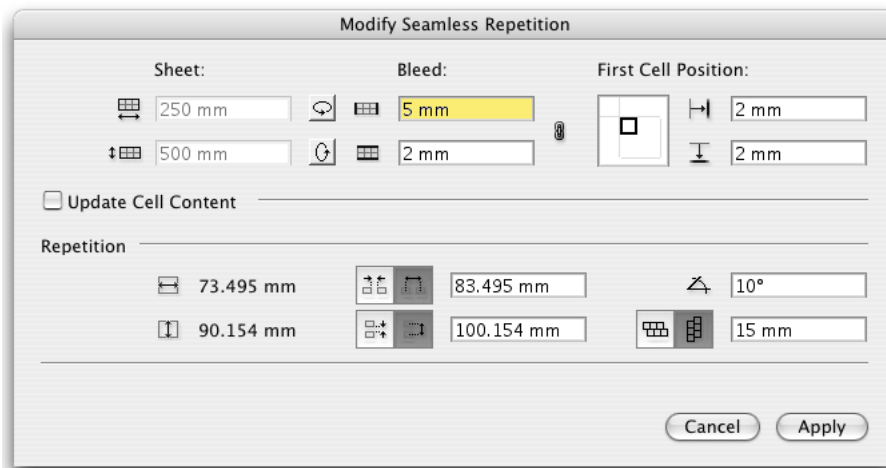 Modify Seamless Repetition
Sheet: Bleed: First Cell Position:
250 mm 5 mm 2 mm
500 mm 2 mm 2 mm
Update Cell Content
Repetition
73.495 mm 83.495 mm 10°
90.154 mm 100.154 mm 15 mm
Cancel Apply